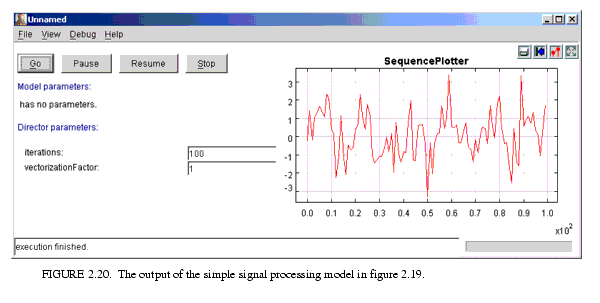 Unnamed
File View Debug Help
Go Pause Resume Stop
Model parameters:
has no parameters.
Director parameters:
iterations: 100
vectorizationFactor: 1
SequencePlotter
3
2
1
0
-1
-2
-3
0.0 0.1 0.2 0.3 0.4 0.5 0.6 0.7 0.8 0.9 1.0
x10²
execution finished.
FIGURE 2.20. The output of the simple signal processing model in figure 2.19.